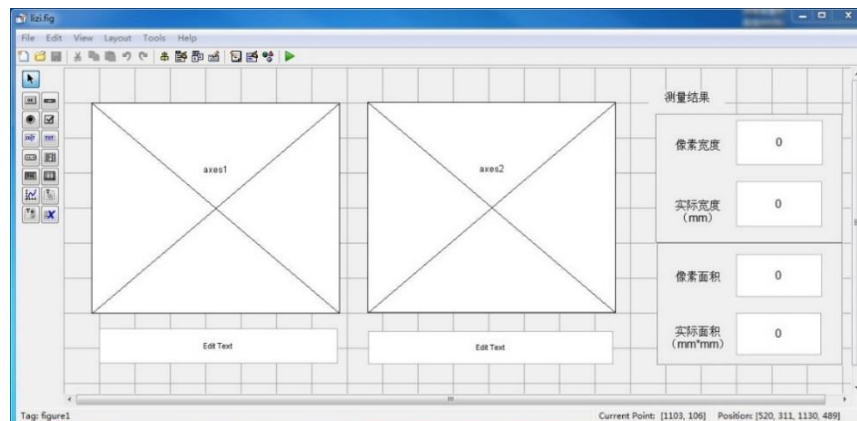 lizi.fig
File Edit View Layout Tools Help
测量结果
axes1
axes2
像素宽度
0
实际宽度
（mm）
0
像素面积
0
实际面积
（mm*mm）
0
Edit Text
Edit Text
Tag: figure1
Current Point: [1103, 106] Position: [520, 311, 1130, 489]